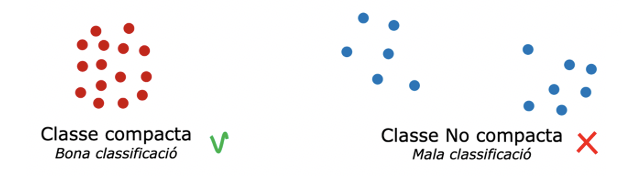 Classe compacta
Bona classificació
Classe No compacta
Mala classificació